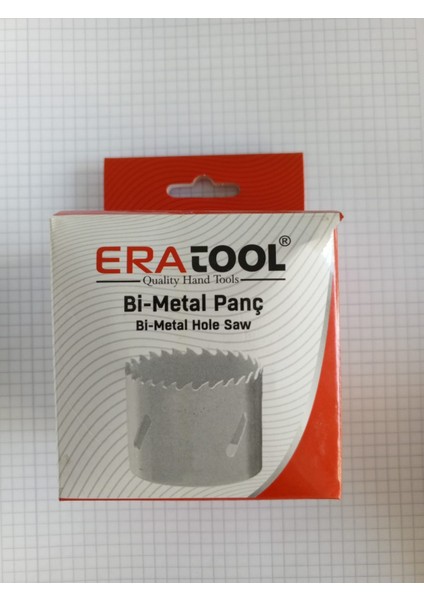 ERATOOL®
Quality Hand Tools
Bi-Metal Panç
Bi-Metal Hole Saw